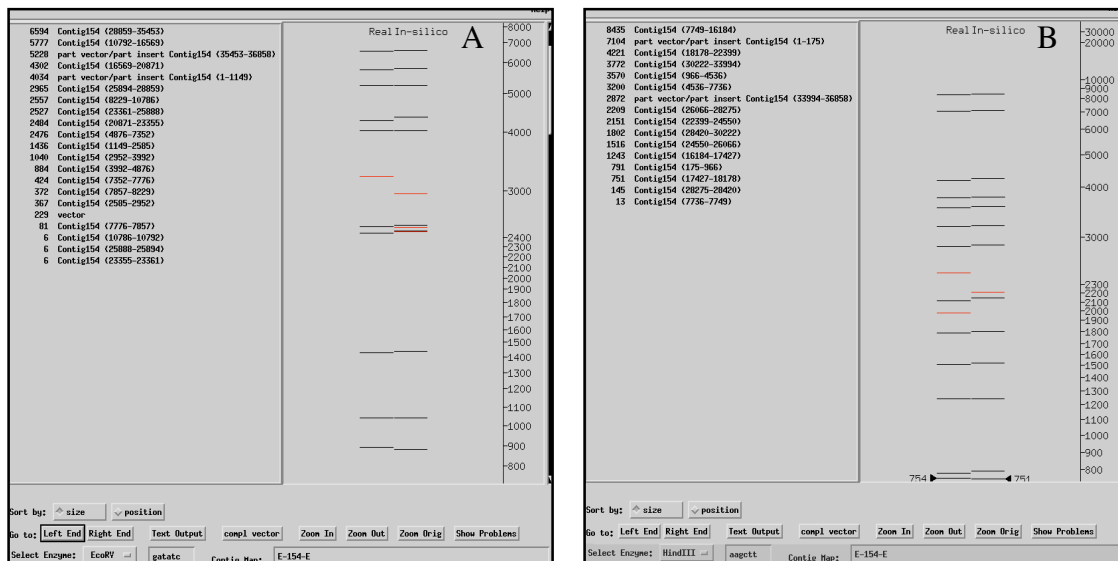 A
6594 Contig154 (28859-35453)
5777 Contig154 (10792-16569)
5228 part vector/part insert Contig154 (35453-36858)
4302 Contig154 (16569-20871)
4034 part vector/part insert Contig154 (1-1149)
2965 Contig154 (25894-28859)
2557 Contig154 (8229-10786)
2527 Contig154 (23361-25888)
2484 Contig154 (20871-23355)
2476 Contig154 (4876-7352)
1436 Contig154 (1149-2585)
1040 Contig154 (2952-3992)
884 Contig154 (3992-4876)
424 Contig154 (7352-7776)
372 Contig154 (7857-8229)
367 Contig154 (2585-2952)
229 vector
81 Contig154 (7776-7857)
6 Contig154 (10786-10792)
6 Contig154 (25888-25894)
6 Contig154 (23355-23361)
Real In-silico
8000
7000
6000
5000
4000
3000
2400
2300
2200
2100
2000
1900
1800
1700
1600
1500
1400
1300
1200
1100
1000
900
800
Sort by: size position
Go to: Left End Right End Text Output compl vector Zoom In Zoom Out Zoom Orig Show Problems
Select Enzyme: EcoRV gatatc Contig Map: E-154-E
B
8435 Contig154 (7749-16184)
7104 part vector/part insert Contig154 (1-175)
4221 Contig154 (18178-22399)
3772 Contig154 (30222-33994)
3570 Contig154 (966-4536)
3200 Contig154 (4536-7736)
2872 part vector/part insert Contig154 (33994-36858)
2209 Contig154 (26066-28275)
2151 Contig154 (22399-24550)
1802 Contig154 (28420-30222)
1516 Contig154 (24550-26066)
1243 Contig154 (16184-17427)
791 Contig154 (175-966)
751 Contig154 (17427-18178)
145 Contig154 (28275-28420)
13 Contig154 (7736-7749)
Real In-silico
30000
20000
10000
9000
8000
7000
5000
4000
3000
2300
2200
2100
2000
1900
1800
1700
1600
1500
1400
1300
1200
1100
1000
900
800
754 751
Sort by: size position
Go to: Left End Right End Text Output compl vector Zoom In Zoom Out Zoom Orig Show Problems
Select Enzyme: HindIII aagctt Contig Map: E-154-E